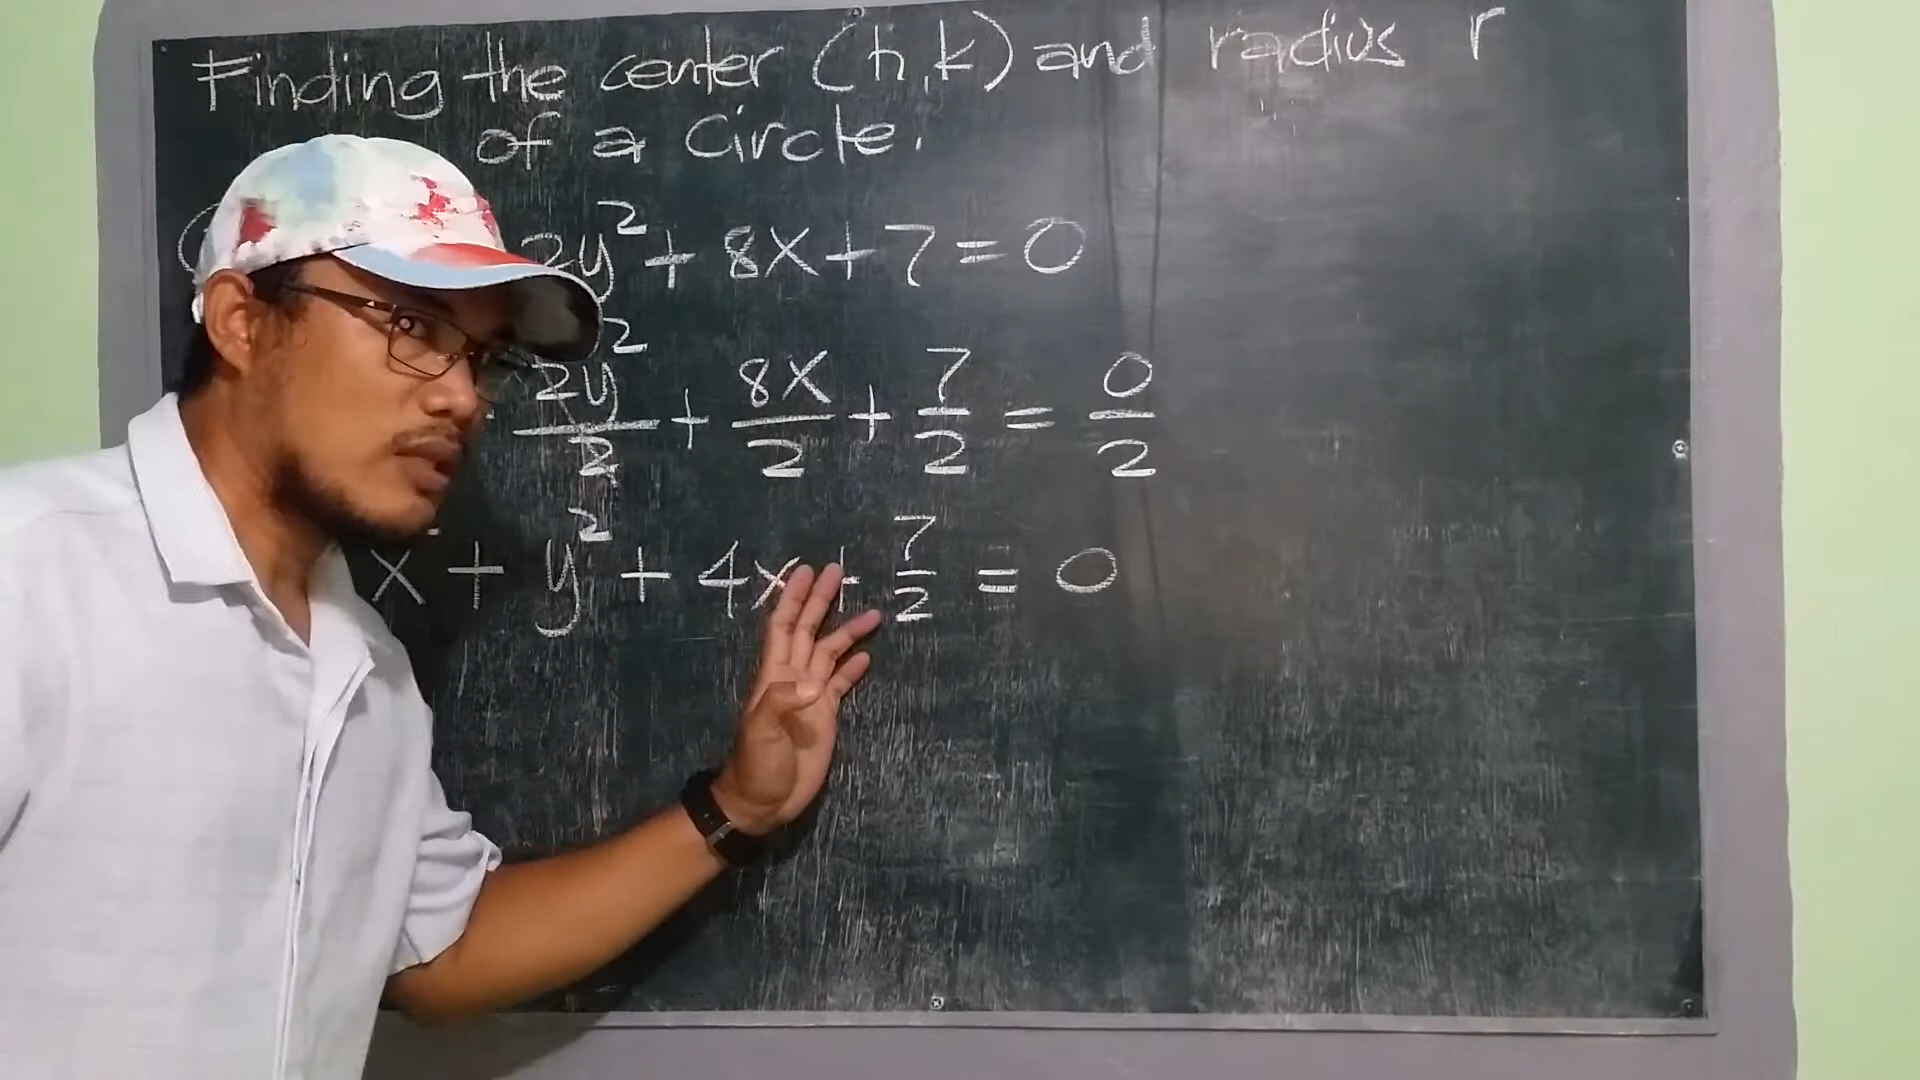 Finding the center (h,k) and radius r
of a Circle.
2y² + 8x + 7 = 0
2y²/2 + 8x/2 + 7/2 = 0/2
x² + y² + 4x + 7/2 = 0